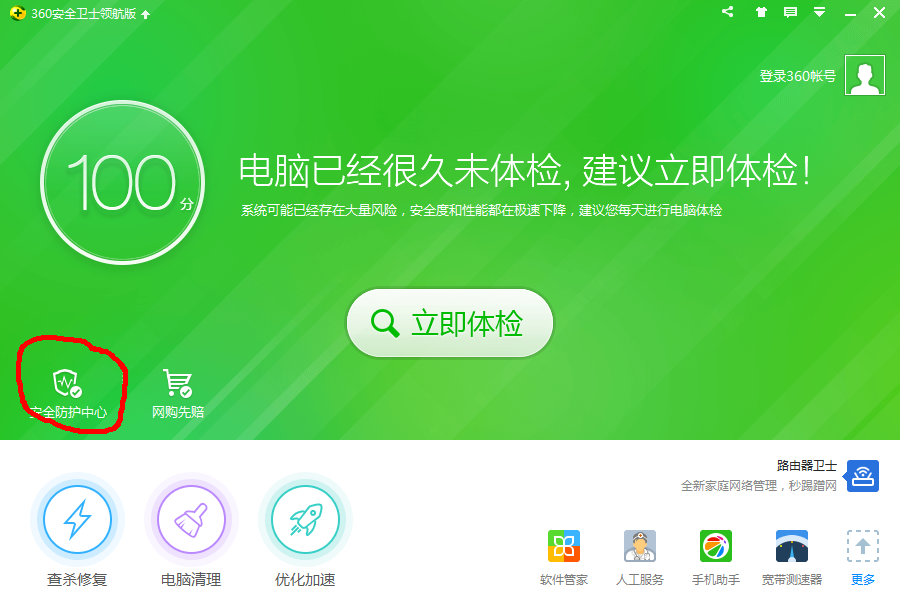 360安全卫士领航版
登录360帐号
100分
电脑已经很久未体检, 建议立即体检!
系统可能已经存在大量风险，安全度和性能都在极速下降，建议您每天进行电脑体检
立即体检
安全防护中心
网购先赔
路由器卫士
全新家庭网络管理，秒踢蹭网
查杀修复
电脑清理
优化加速
软件管家
人工服务
手机助手
宽带测速器
更多